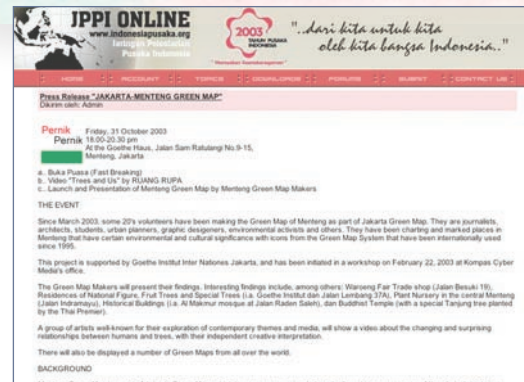 JPPI ONLINE
www.indonesiapusaka.org
Jaringan Pelestarian
Pusaka Indonesia
2003
TAHUN PUSAKA
INDONESIA
"..dari kita untuk kita
oleh kita bangsa Indonesia.."
HOME ACCOUNT TOPICS DOWNLOADS FORUMS SUBMIT CONTACT US
Press Release "JAKARTA-MENTENG GREEN MAP"
Dikirim oleh: Admin
Pernik
Pernik
Friday, 31 October 2003
18.00-20.30 pm
At the Goethe Haus, Jalan Sam Ratulangi No.9-15,
Menteng, Jakarta
a.. Buka Puasa (Fast Breaking)
b.. Video "Trees and Us" by RUANG RUPA
c.. Launch and Presentation of Menteng Green Map by Menteng Green Map Makers
THE EVENT
Since March 2003, some 20's volunteers have been making the Green Map of Menteng as part of Jakarta Green Map. They are journalists,
architects, students, urban planners, graphic desigeners, environmental activists and others. They have been charting and marked places in
Menteng that have certain environmental and cultural significance with icons from the Green Map System that have been internationally used
since 1995.
This project is supported by Goethe Institut Inter Nationes Jakarta, and has been initiated in a workshop on February 22, 2003 at Kompas Cyber
Media's office.
The Green Map Makers will present their findings. Interesting findings include, among others: Waroeng Fair Trade shop (Jalan Besuki 19),
Residences of National Figure, Fruit Trees and Special Trees (i.a. Goethe Institut dan Jalan Lembang 37A), Plant Nursery in the central Menteng
(Jalan Indramayu), Historical Buildings (i.a. Al Makmur mosque at Jalan Raden Saleh), dan Buddhist Temple (with a special Tanjung tree planted
by the Thai Premier).
A group of artists well-known for their exploration of contemporary themes and media, will show a video about the changing and surprising
relationships between humans and trees, with their independent creative interpretation.
There will also be displayed a number of Green Maps from all over the world.
BACKGROUND